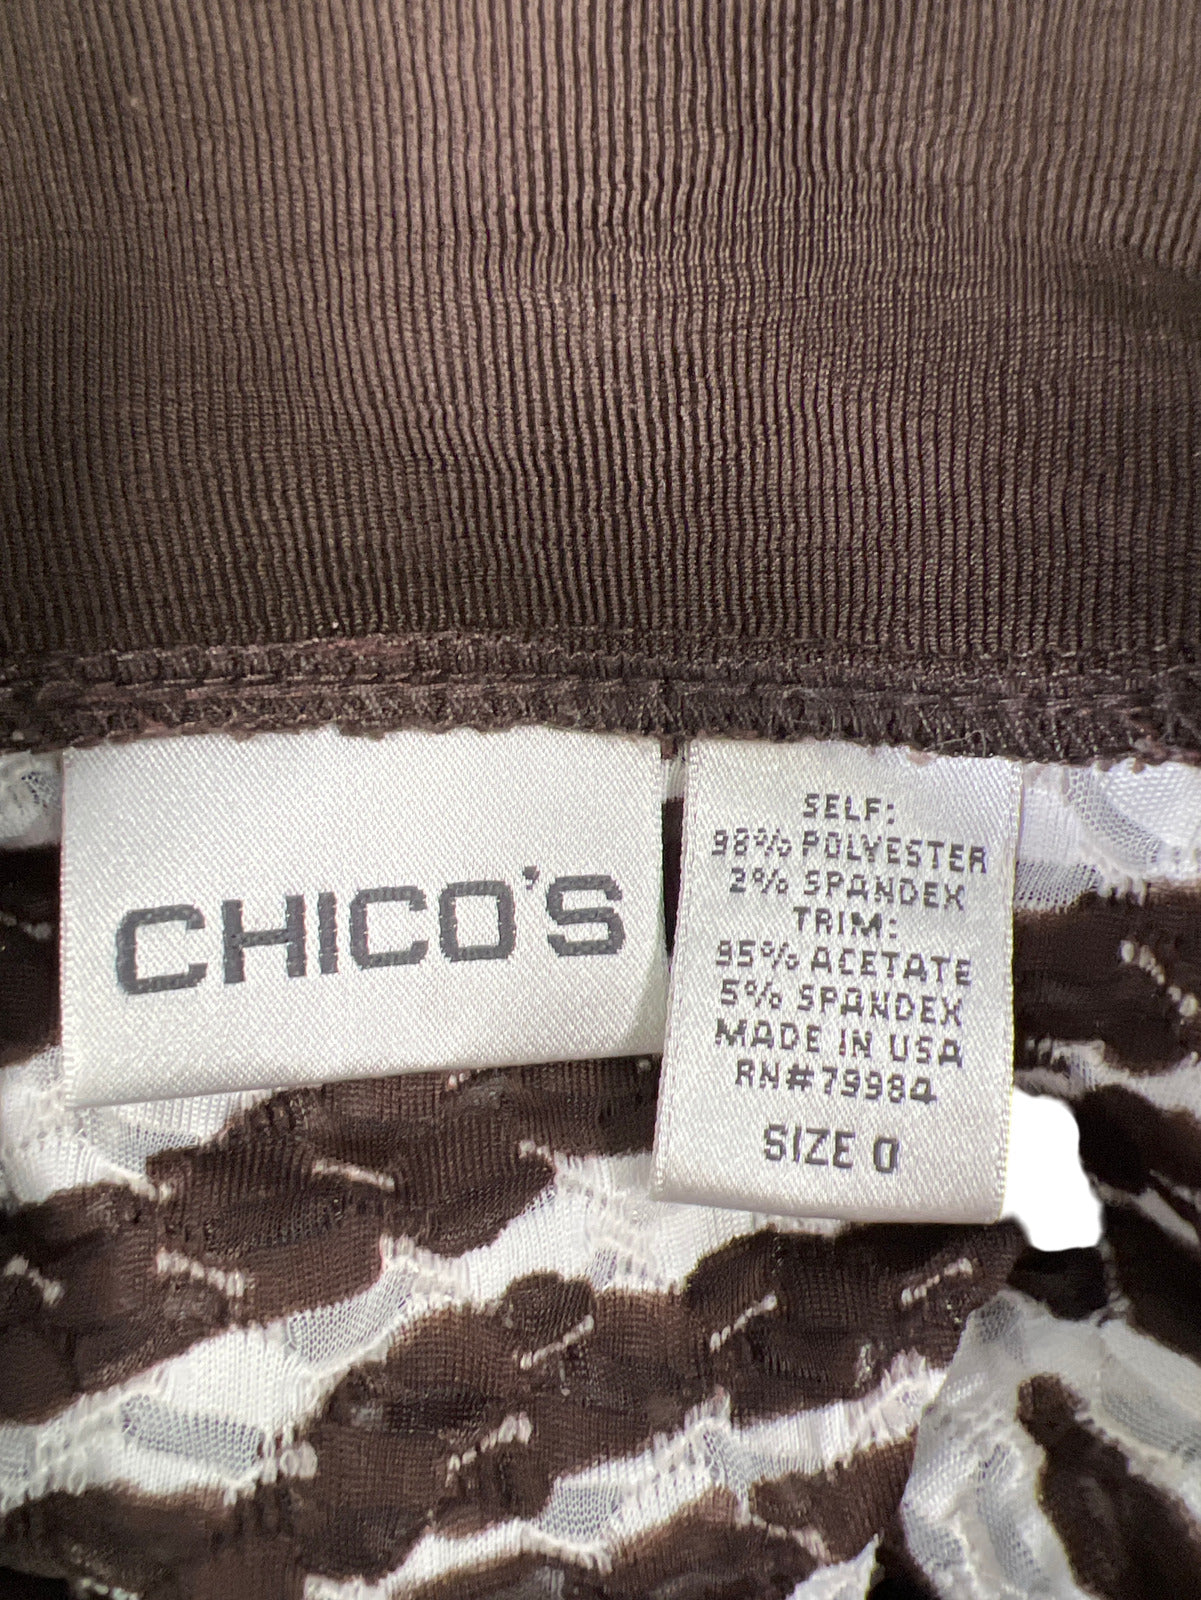 CHICO'S
SELF:
98% POLYESTER
2% SPANDEX
TRIM:
95% ACETATE
5% SPANDEX
MADE IN USA
RN#79984
SIZE 0